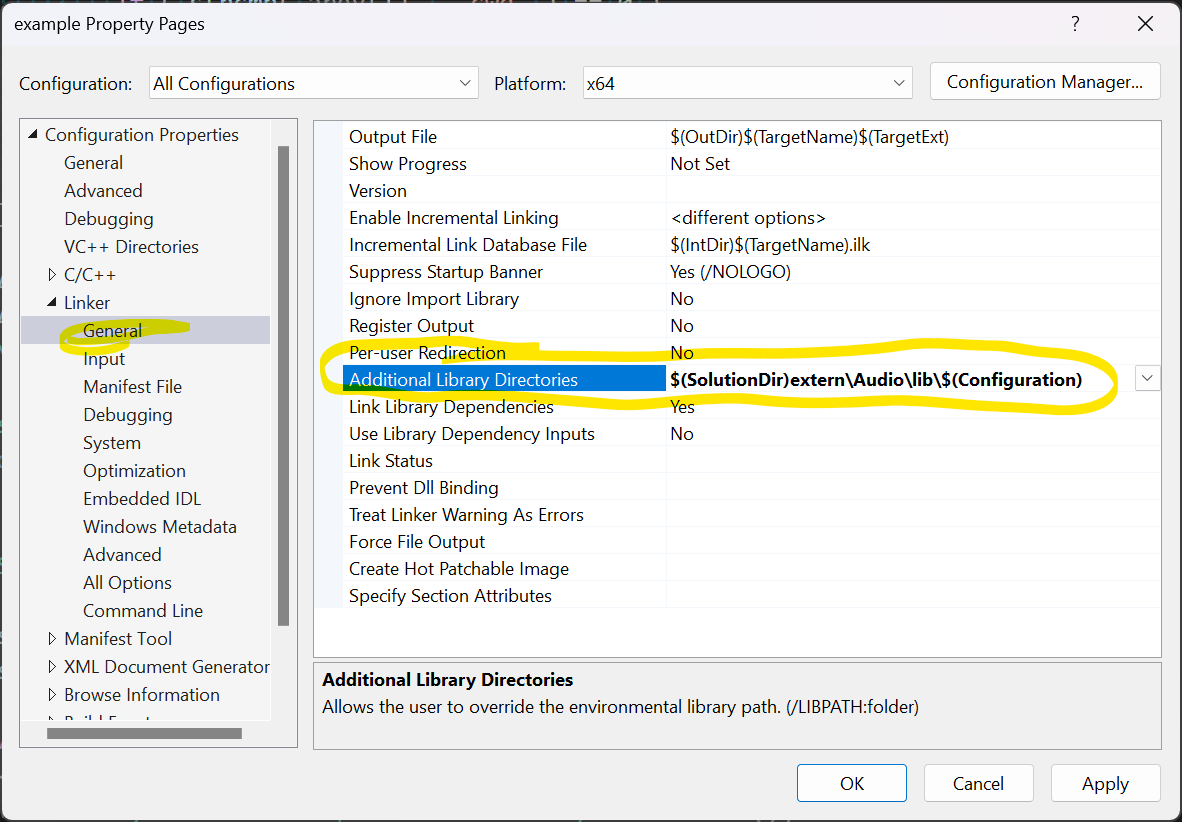 example Property Pages
?
Configuration:
All Configurations
Platform:
x64
Configuration Manager...
Configuration Properties
General
Advanced
Debugging
VC++ Directories
C/C++
Linker
General
Input
Manifest File
Debugging
System
Optimization
Embedded IDL
Windows Metadata
Advanced
All Options
Command Line
Manifest Tool
XML Document Generator
Browse Information
Output File $(OutDir)$(TargetName)$(TargetExt)
Show Progress Not Set
Version
Enable Incremental Linking <different options>
Incremental Link Database File $(IntDir)$(TargetName).ilk
Suppress Startup Banner Yes (/NOLOGO)
Ignore Import Library No
Register Output No
Per-user Redirection No
Additional Library Directories $(SolutionDir)extern\Audio\lib\$(Configuration)
Link Library Dependencies Yes
Use Library Dependency Inputs No
Link Status
Prevent Dll Binding
Treat Linker Warning As Errors
Force File Output
Create Hot Patchable Image
Specify Section Attributes
Additional Library Directories
Allows the user to override the environmental library path. (/LIBPATH:folder)
OK
Cancel
Apply